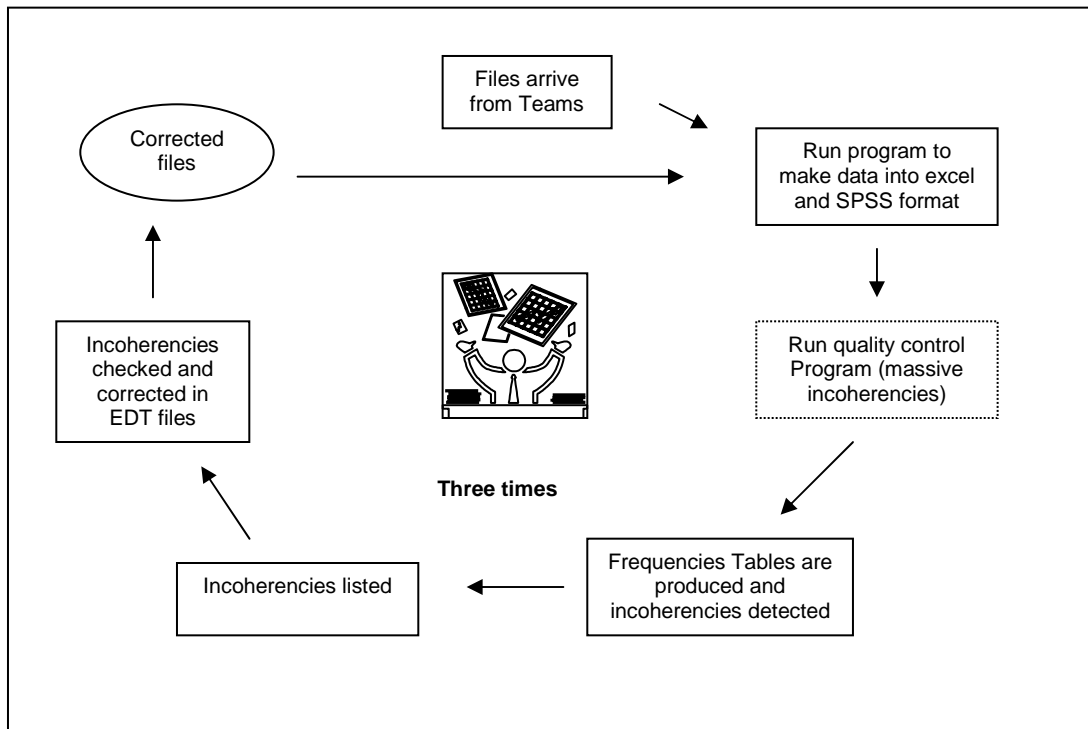 Files arrive
from Teams
Corrected
files
Run program to
make data into excel
and SPSS format
Incoherencies
checked and
corrected in
EDT files
Run quality control
Program (massive
incoherencies)
Three times
Incoherencies listed
Frequencies Tables are
produced and
incoherencies detected